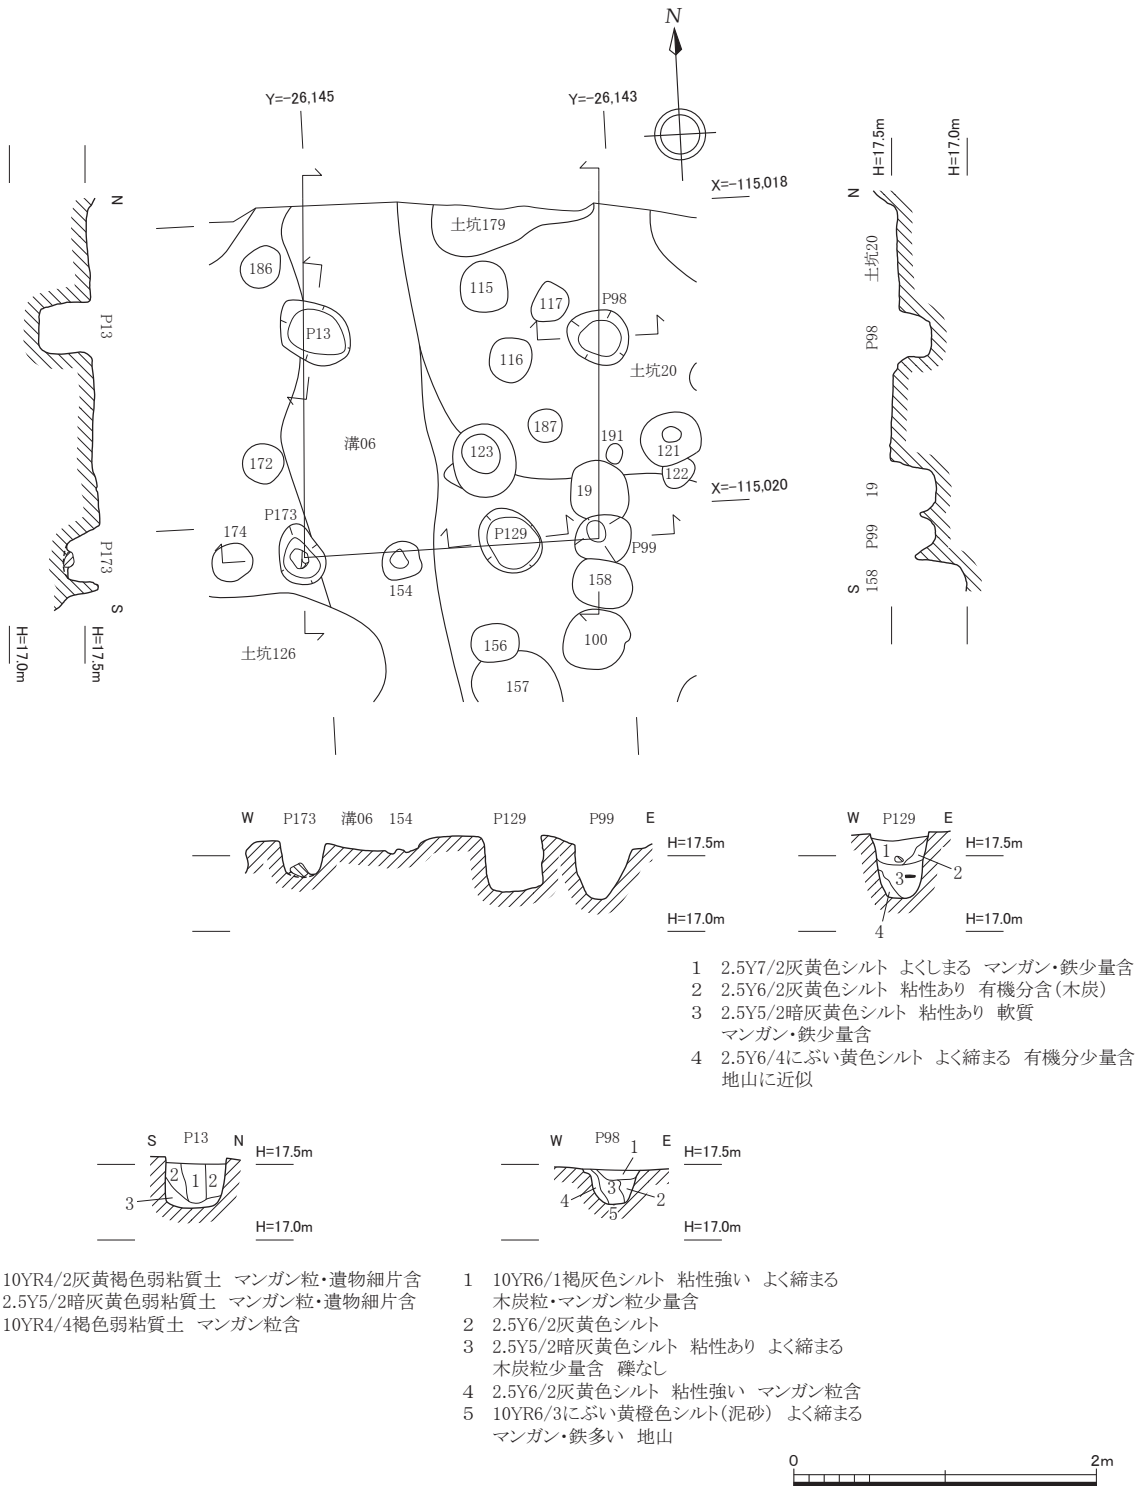 N
Y=-26,145
Y=-26,143
X=-115,018
H=17.5m
H=17.0m
N
N
土坑179
土坑20
186
115
117
P98
P13
P13
P98
116
土坑20
187
溝06
123
191
121
172
122
19
19
X=-115,020
P173
174
P129
P99
P99
P173
154
158
158
S
S
156
100
土坑126
157
H=17.0m
H=17.5m
W P173 溝06 154 P129 P99 E
H=17.5m
H=17.0m
W P129 E
H=17.5m
1
2
3
H=17.0m
4
1 2.5Y7/2灰黄色シルト よくしまる マンガン・鉄少量含
2 2.5Y6/2灰黄色シルト 粘性あり 有機分含(木炭)
3 2.5Y5/2暗灰黄色シルト 粘性あり 軟質
マンガン・鉄少量含
4 2.5Y6/4にぶい黄色シルト よく締まる 有機分少量含
地山に近似
S P13 N
H=17.5m
2 1 2
3
H=17.0m
W P98 E
1
H=17.5m
4 3 2
5
H=17.0m
10YR4/2灰黄褐色弱粘質土 マンガン粒・遺物細片含
2.5Y5/2暗灰黄色弱粘質土 マンガン粒・遺物細片含
10YR4/4褐色弱粘質土 マンガン粒含
1 10YR6/1褐灰色シルト 粘性強い よく締まる
木炭粒・マンガン粒少量含
2 2.5Y6/2灰黄色シルト
3 2.5Y5/2暗灰黄色シルト 粘性あり よく締まる
木炭粒少量含 礫なし
4 2.5Y6/2灰黄色シルト 粘性強い マンガン粒含
5 10YR6/3にぶい黄橙色シルト(泥砂) よく締まる
マンガン・鉄多い 地山
0 2m